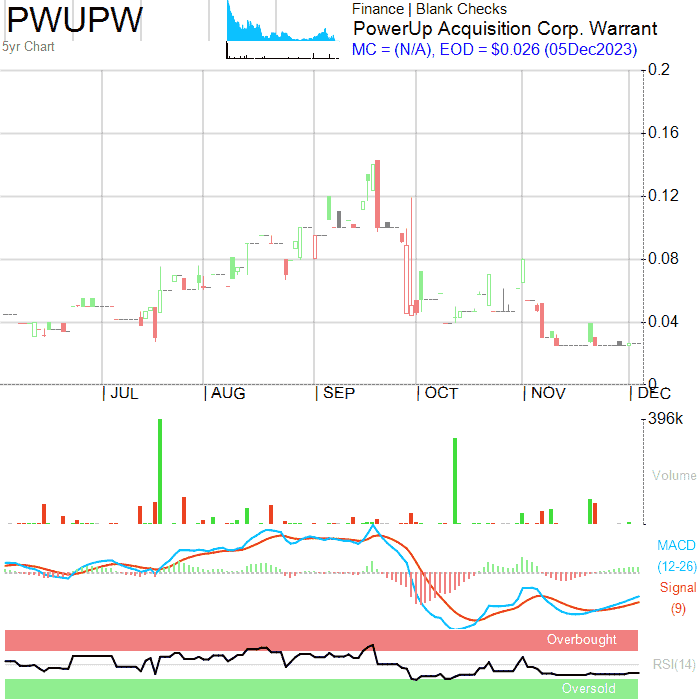 PWUPW
5yr Chart
Finance | Blank Checks
PowerUp Acquisition Corp. Warrant
MC = (N/A), EOD = $0.026 (05Dec2023)
0.2
0.16
0.12
0.08
0.04
0
JUL AUG SEP OCT NOV DEC
396k
Volume
MACD
(12-26)
Signal
(9)
Overbought
RSI(14)
Oversold